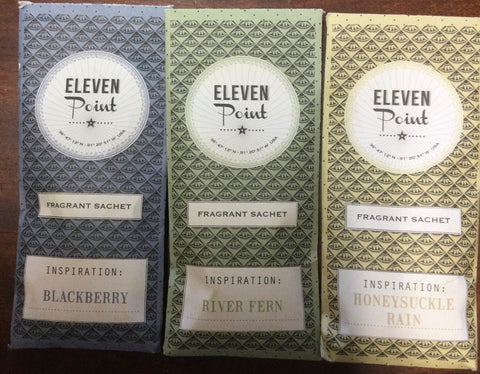 ELEVEN
Point
FRAGRANT SACHET
INSPIRATION:
BLACKBERRY
ELEVEN
Point
FRAGRANT SACHET
INSPIRATION:
RIVER FERN
ELEVEN
Point
FRAGRANT SACHET
INSPIRATION:
HONEYSUCKLE
RAIN